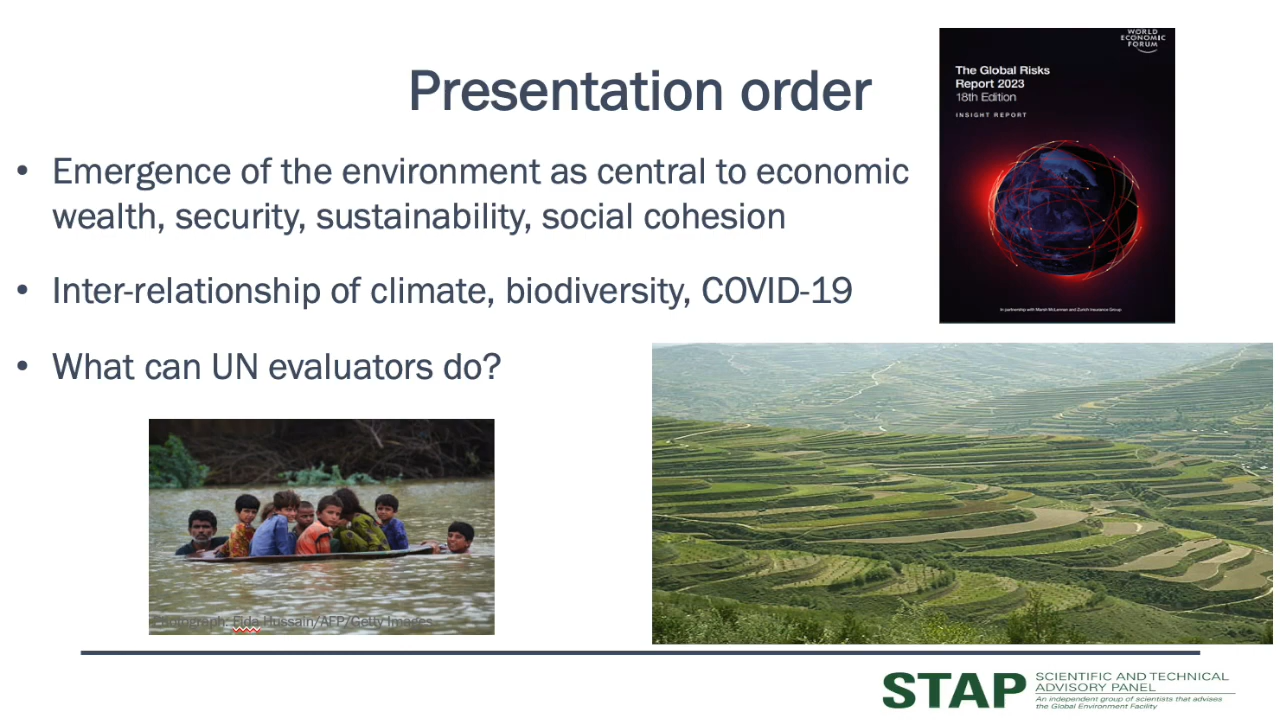 Presentation order
• Emergence of the environment as central to economic
wealth, security, sustainability, social cohesion
• Inter-relationship of climate, biodiversity, COVID-19
• What can UN evaluators do?
WORLD
ECONOMIC
FORUM
The Global Risks
Report 2023
18th Edition
INSIGHT REPORT
In partnership with Marsh McLennan and Zurich Insurance Group
Photograph: Fida Hussain/AFP/Getty Images
STAP
SCIENTIFIC AND TECHNICAL
ADVISORY PANEL
An independent group of scientists that advises
the Global Environment Facility